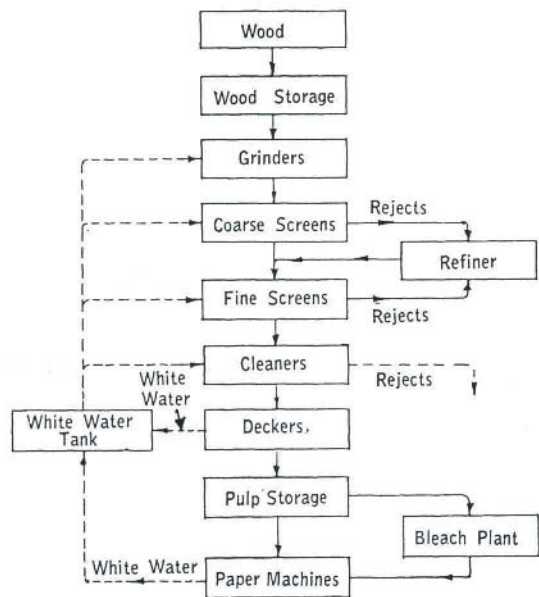 Wood
Wood Storage
Grinders
Coarse Screens
Rejects
Refiner
Fine Screens
Rejects
Cleaners
Rejects
White
Water
White Water
Tank
Deckers.
Pulp Storage
Bleach Plant
White Water
Paper Machines